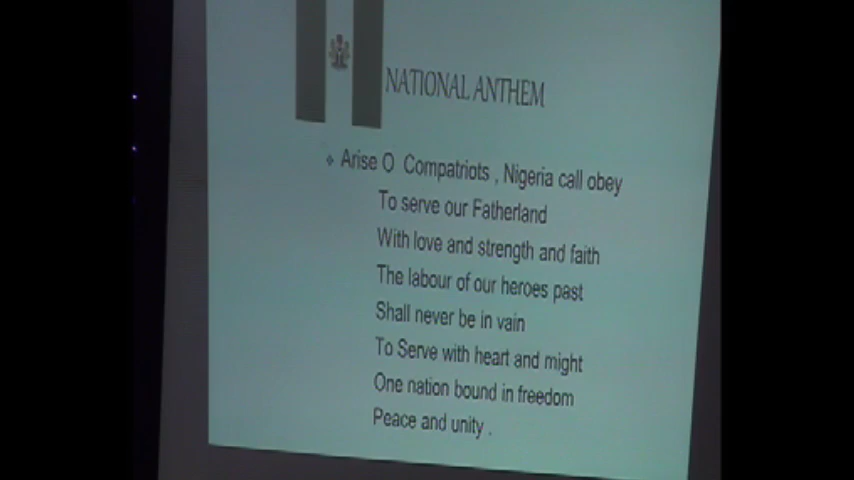 NATIONAL ANTHEM
❖ Arise O Compatriots , Nigeria call obey
To serve our Fatherland
With love and strength and faith
The labour of our heroes past
Shall never be in vain
To Serve with heart and might
One nation bound in freedom
Peace and unity .